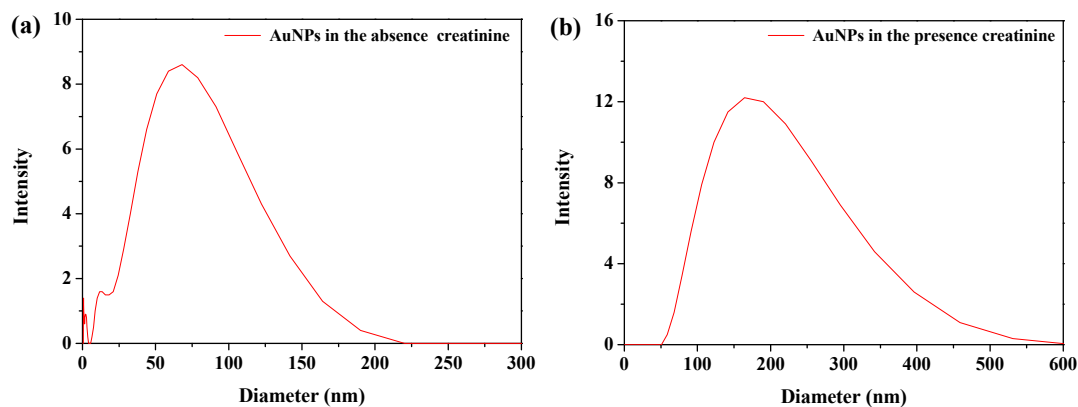 (a)
AuNPs in the absence creatinine
10
8
6
4
2
0
Intensity
0 50 100 150 200 250 300
Diameter (nm)
(b)
AuNPs in the presence creatinine
16
12
8
4
0
Intensity
0 100 200 300 400 500 600
Diameter (nm)